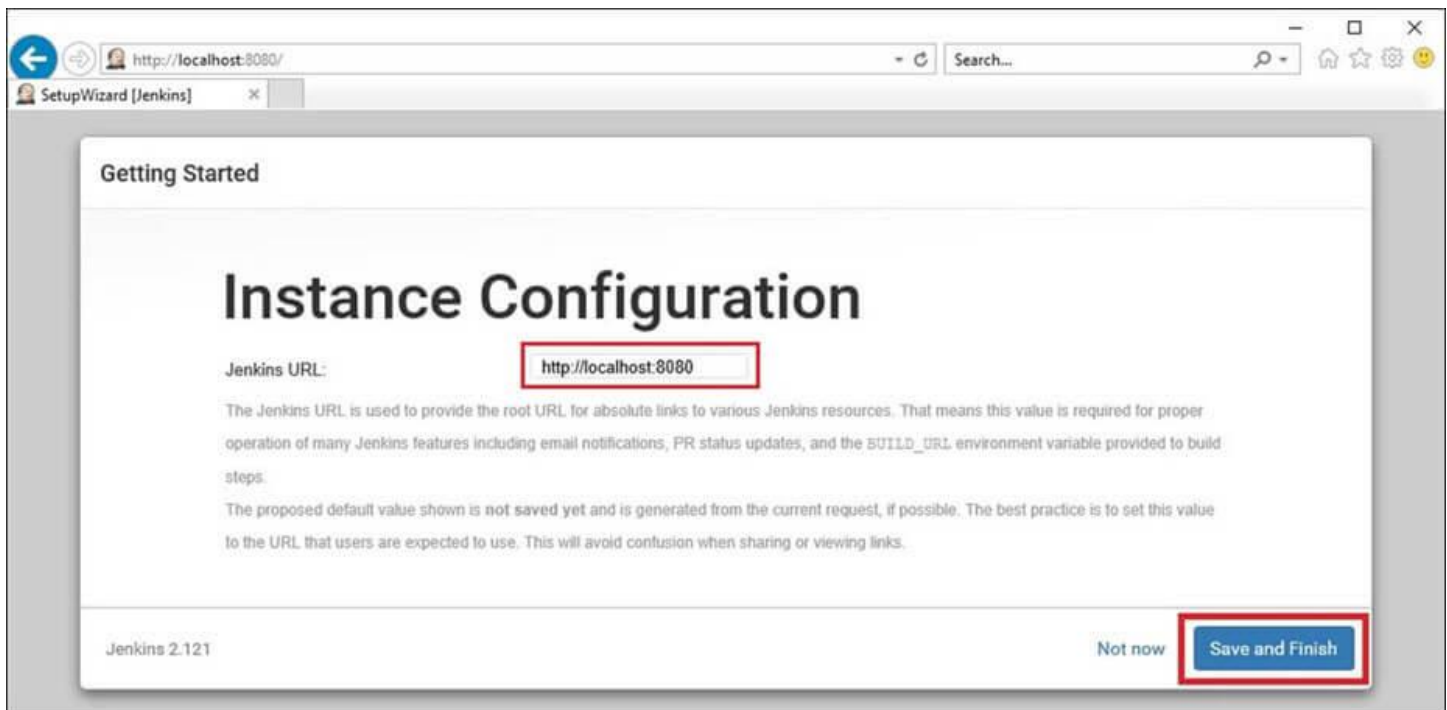 http://localhost:8080/
Search...
SetupWizard [Jenkins]
Getting Started
Instance Configuration
Jenkins URL:
http://localhost:8080
The Jenkins URL is used to provide the root URL for absolute links to various Jenkins resources. That means this value is required for proper
operation of many Jenkins features including email notifications, PR status updates, and the BUILD_URL environment variable provided to build
steps.
The proposed default value shown is not saved yet and is generated from the current request, if possible. The best practice is to set this value
to the URL that users are expected to use. This will avoid confusion when sharing or viewing links.
Jenkins 2.121
Not now
Save and Finish